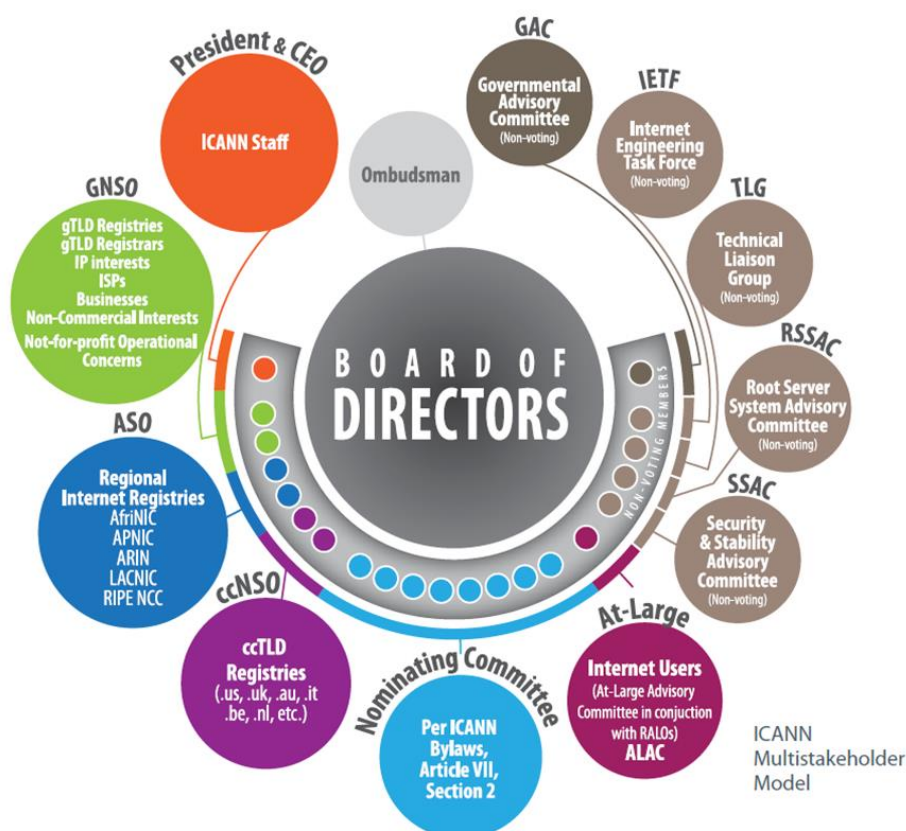 President & CEO
ICANN Staff
Ombudsman
GAC
Governmental
Advisory
Committee
(Non-voting)
IETF
Internet
Engineering
Task Force
(Non-voting)
TLG
Technical
Liaison
Group
(Non-voting)
GNSO
gTLD Registries
gTLD Registrars
IP interests
ISPs
Businesses
Non-Commercial Interests
Not-for-profit Operational
Concerns
BOARD OF
DIRECTORS
NON-VOTING MEMBERS
RSSAC
Root Server
System Advisory
Committee
(Non-voting)
ASO
Regional
Internet Registries
AfriNIC
APNIC
ARIN
LACNIC
RIPE NCC
SSAC
Security
& Stability
Advisory
Committee
(Non-voting)
ccNSO
ccTLD
Registries
(.us, .uk, .au, .it
.be, .nl, etc.)
Nominating Committee
Per ICANN
Bylaws,
Article VII,
Section 2
At-Large
Internet Users
(At-Large Advisory
Committee in conjuction
with RALOs)
ALAC
ICANN
Multistakeholder
Model